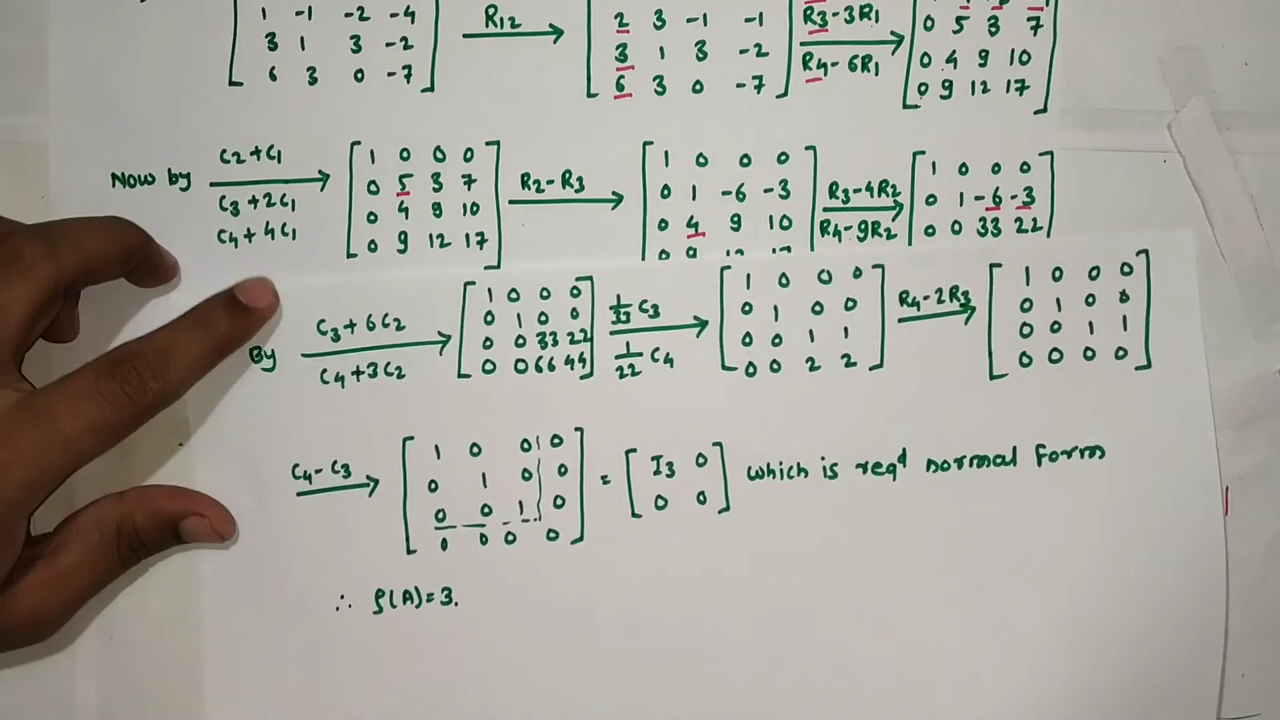 1 -1 -2 -4 R12 2 3 -1 -1 R3-3R1 0 5 3 7
3 1 3 -2 3 1 3 -2 R4-6R1 0 4 9 10
6 3 0 -7 6 3 0 -7 0 9 12 17
Now by C2+C1 1 0 0 0 1 0 0 0 1 0 0 0
C3+2C1 0 5 3 7 R2-R3 0 1 -6 -3 R3-4R2 0 1 -6 -3
C4+4C1 0 4 9 10 0 4 9 10 R4-9R2 0 0 33 22
0 9 12 17
By C3+6C2 1 0 0 0 1/33 C3 1 0 0 0 R4-2R3 1 0 0 0
C4+3C2 0 1 0 0 1/22 C4 0 1 0 0 0 1 0 0
0 0 33 22 0 0 1 1 0 0 1 1
0 0 66 44 0 0 2 2 0 0 0 0
C4-C3 1 0 0 0
0 1 0 0 = [I3 0 which is reqd normal form
0 0 1 0 0 0]
0 0 0 0
∴ ρ(A)=3.